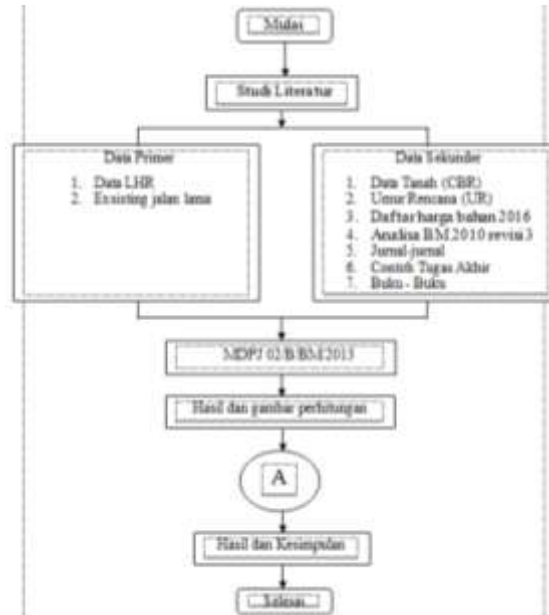 Mulai
Studi Literatur
Data Primer
1. Data LHR
2. Exsisting jalan lama
Data Sekunder
1. Data Tanah (CBR)
2. Umur Rencana (UR)
3. Daftar harga bahan 2016
4. Analisa BM 2010 revisi 3
5. Jurnal-jurnal
6. Contoh Tugas Akhir
7. Buku - Buku
MDPJ 02/B/BM/2013
Hasil dan gambar perhitungan
A
Hasil dan Kesimpulan
Selesai